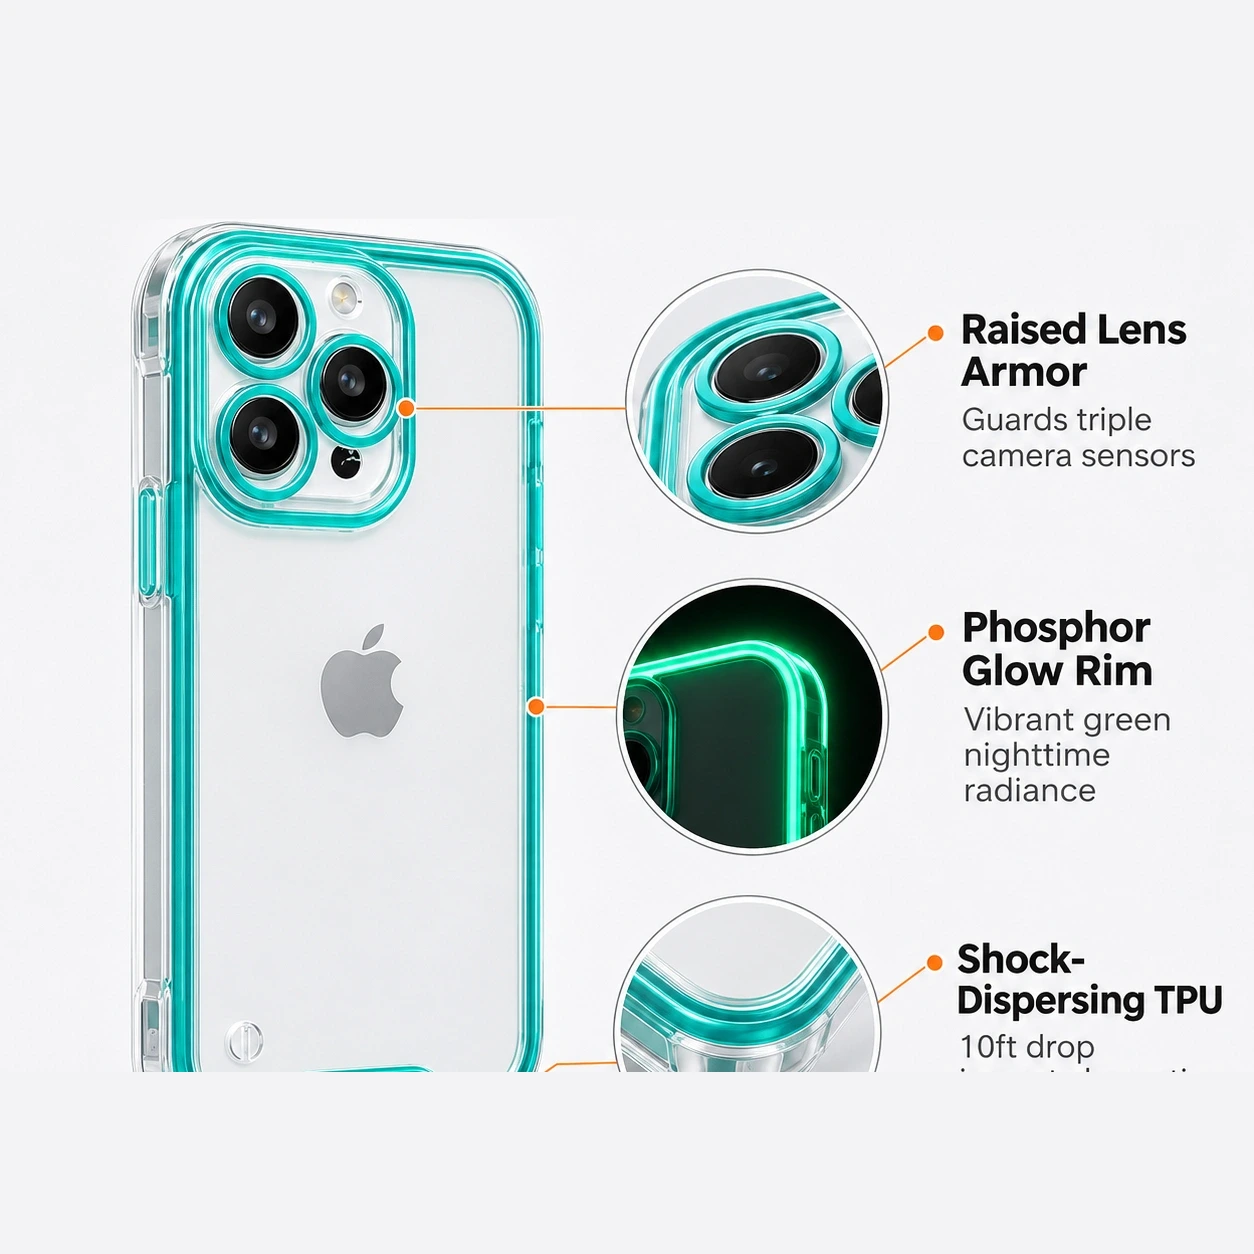 Raised Lens
Armor
Guards triple
camera sensors
Phosphor
Glow Rim
Vibrant green
nighttime
radiance
Shock-
Dispersing TPU
10ft drop